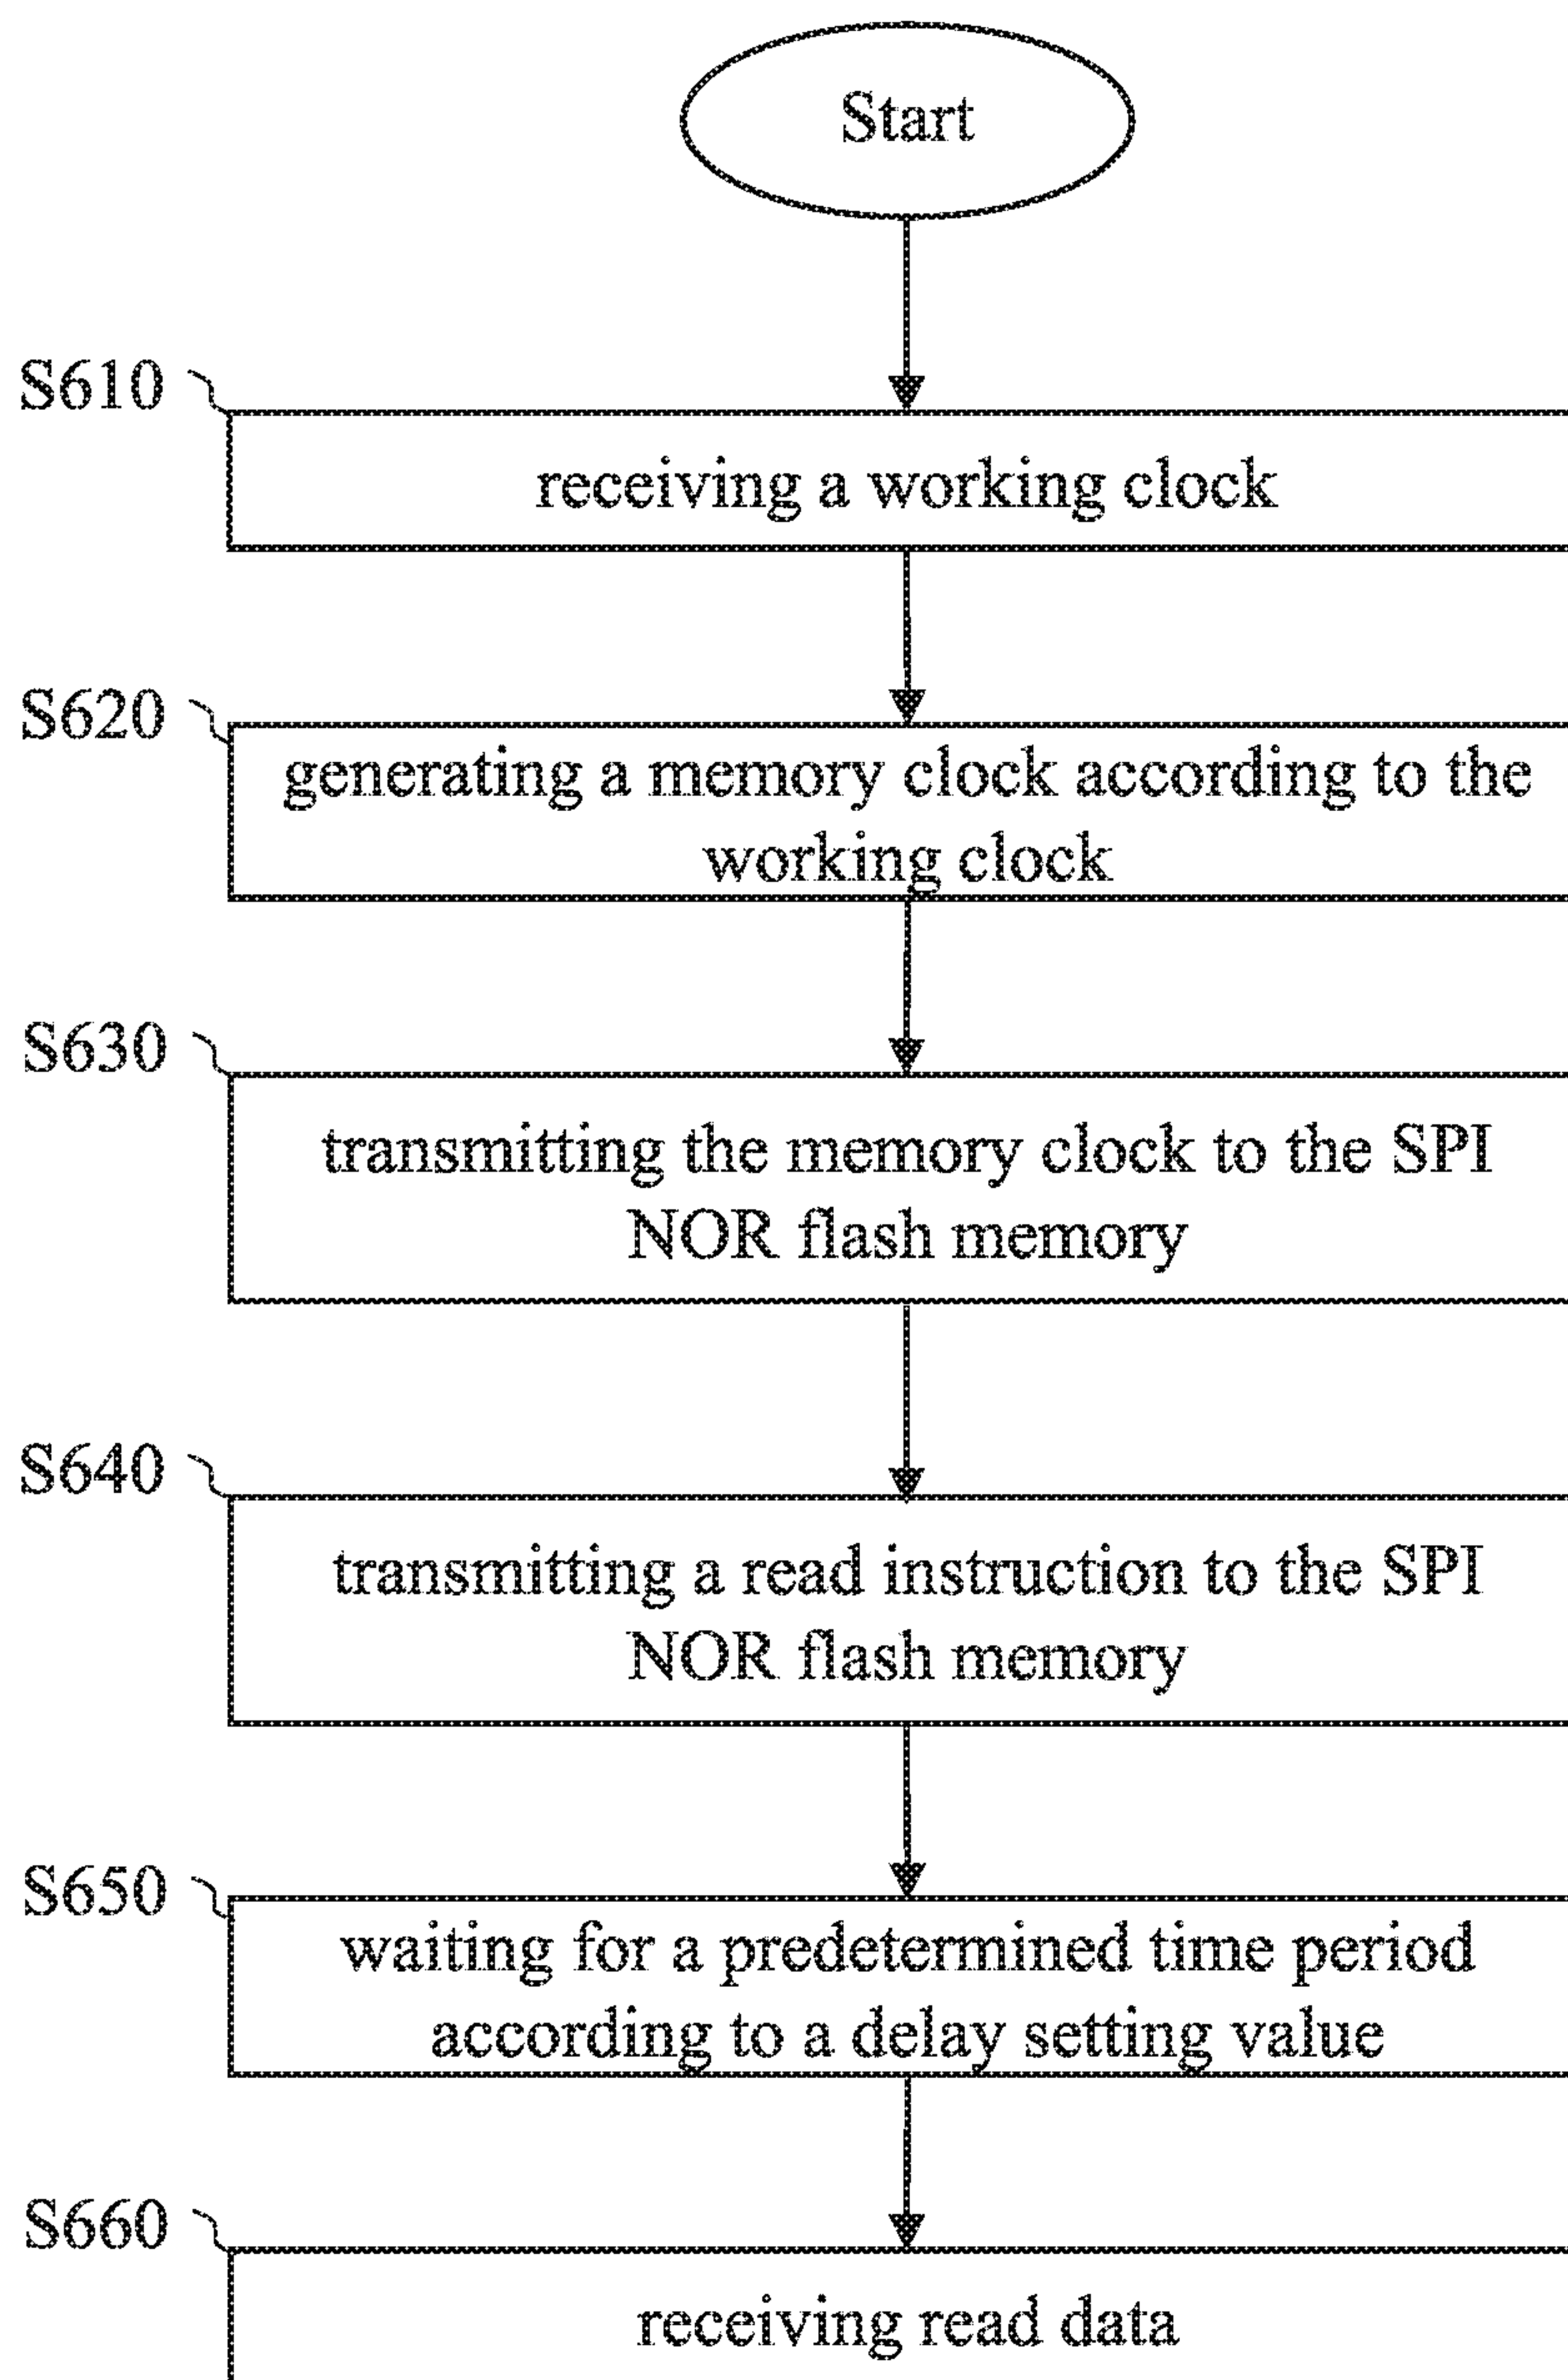 Start
S610
receiving a working clock
S620
generating a memory clock according to the
working clock
S630
transmitting the memory clock to the SPI
NOR flash memory
S640
transmitting a read instruction to the SPI
NOR flash memory
S650
waiting for a predetermined time period
according to a delay setting value
S660
receiving read data